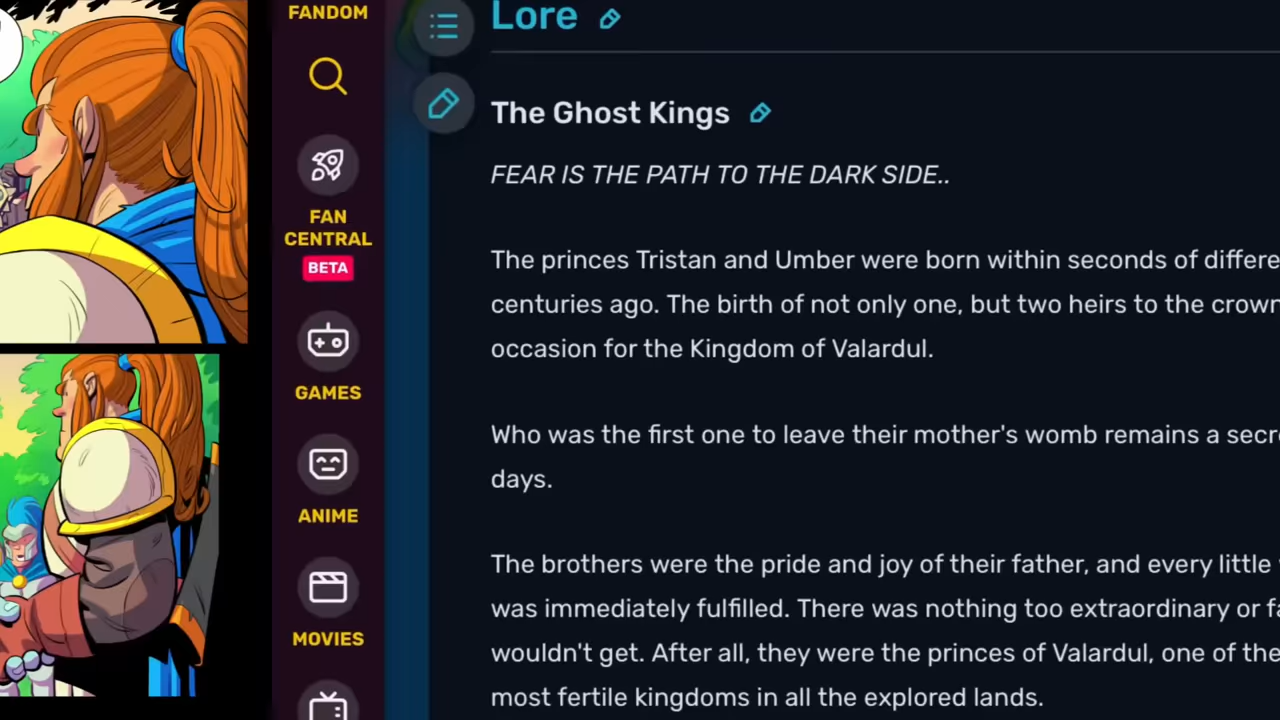 FANDOM
FAN
CENTRAL
BETA
GAMES
ANIME
MOVIES
Lore
The Ghost Kings
FEAR IS THE PATH TO THE DARK SIDE..
The princes Tristan and Umber were born within seconds of
centuries ago. The birth of not only one, but two heirs to the crown
occasion for the Kingdom of Valardul.
Who was the first one to leave their mother's womb remains a
days.
The brothers were the pride and joy of their father, and every little
was immediately fulfilled. There was nothing too extraordinary or
wouldn't get. After all, they were the princes of Valardul, one of the
most fertile kingdoms in all the explored lands.